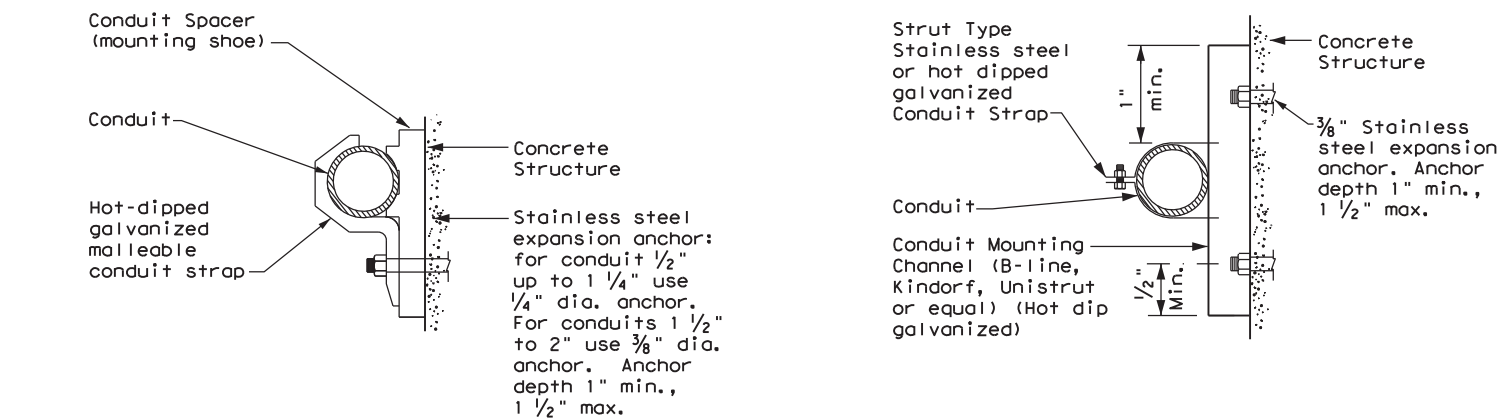 Conduit Spacer
(mounting shoe)
Conduit
Hot-dipped
galvanized
malleable
conduit strap
Concrete
Structure
Stainless steel
expansion anchor:
for conduit ½"
up to 1 ¼" use
¼" dia. anchor.
For conduits 1 ½"
to 2" use ⅜" dia.
anchor. Anchor
depth 1" min.,
1 ½" max.
Strut Type
Stainless steel
or hot dipped
galvanized
Conduit Strap
Conduit
Conduit Mounting
Channel (B-line,
Kindorf, Unistrut
or equal) (Hot dip
galvanized)
1"
min.
½"
Min.
Concrete
Structure
⅜" Stainless
steel expansion
anchor. Anchor
depth 1" min.,
1 ½" max.